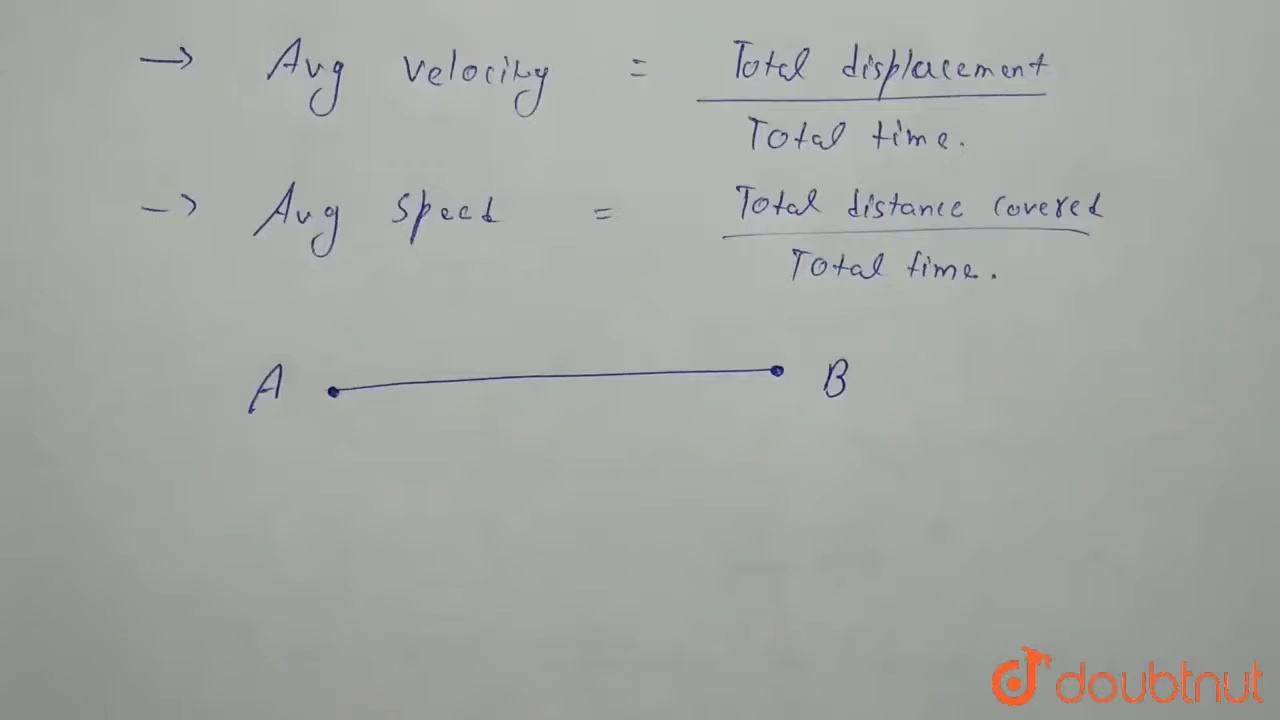 → Avg velocity = Total displacement
Total time.
→ Avg speed = Total distance covered
Total time.
A B
doubtnut